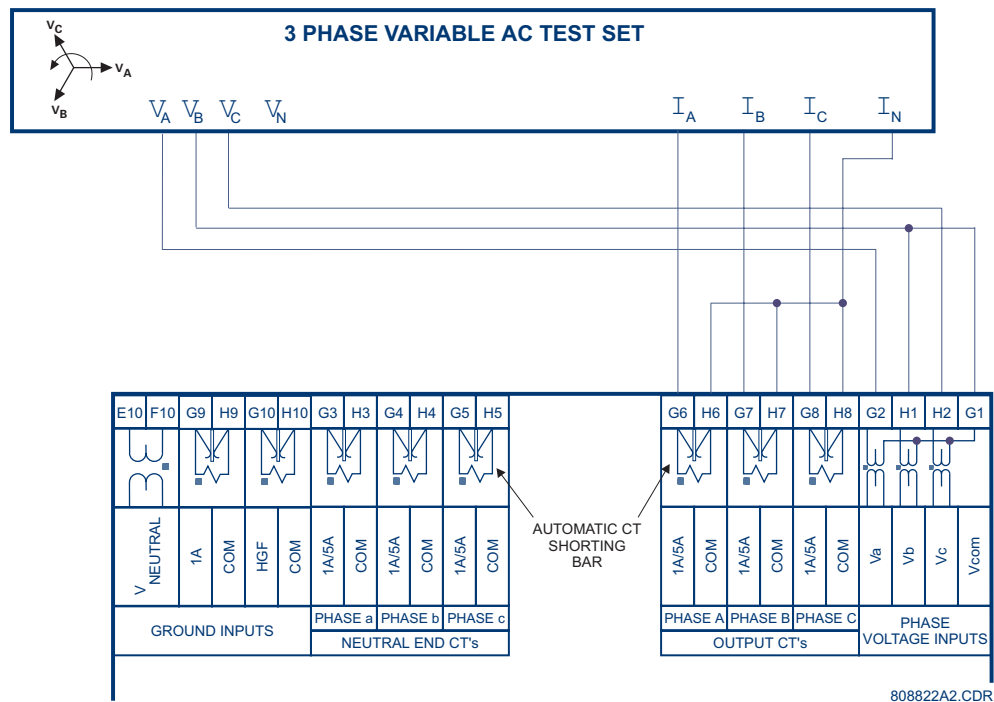 3 PHASE VARIABLE AC TEST SET
VC
VA
VB
VA VB VC VN IA IB IC IN
E10 F10 G9 H9 G10 H10 G3 H3 G4 H4 G5 H5 G6 H6 G7 H7 G8 H8 G2 H1 H2 G1
AUTOMATIC CT
SHORTING
BAR
V NEUTRAL 1A COM HGF COM 1A/5A COM 1A/5A COM 1A/5A COM 1A/5A COM 1A/5A COM 1A/5A COM Va Vb Vc Vcom
GROUND INPUTS
PHASE a PHASE b PHASE c
NEUTRAL END CT's
PHASE A PHASE B PHASE C
OUTPUT CT's
PHASE
VOLTAGE INPUTS
808822A2.CDR